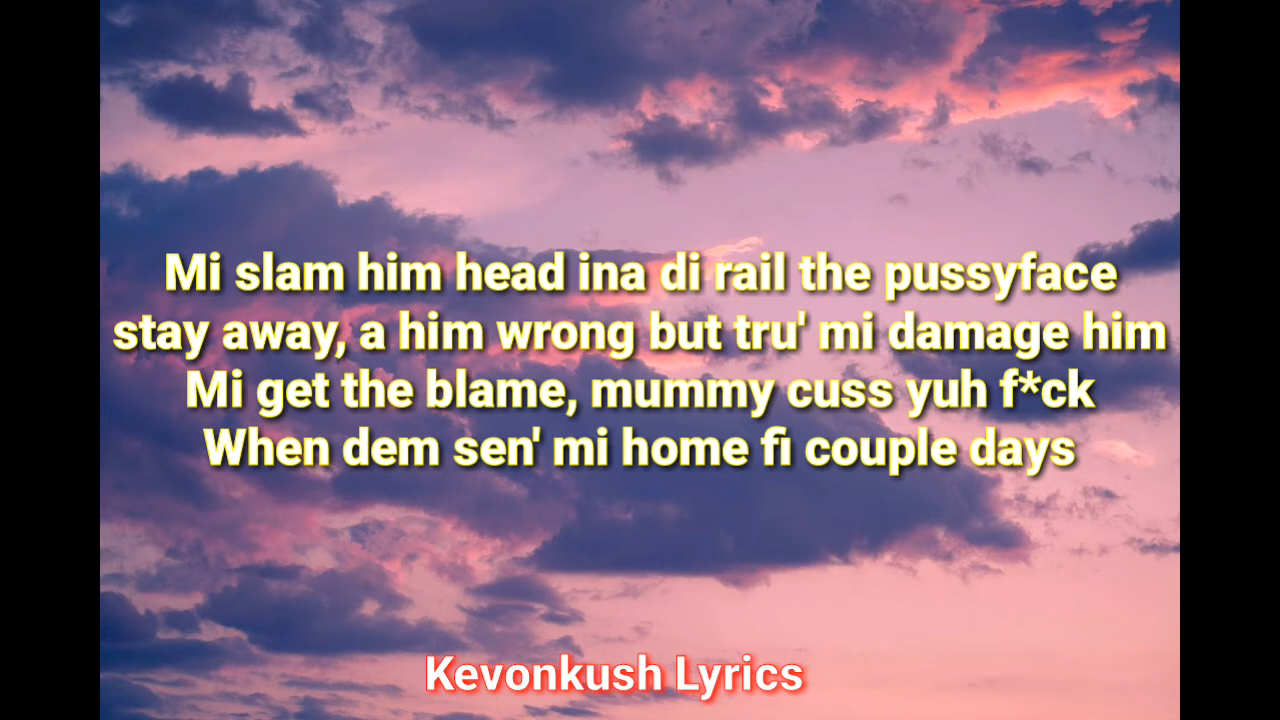 Mi slam him head ina di rail the pussyface
stay away, a him wrong but tru' mi damage him
Mi get the blame, mummy cuss yuh f*ck
When dem sen' mi home fi couple days
Kevonkush Lyrics